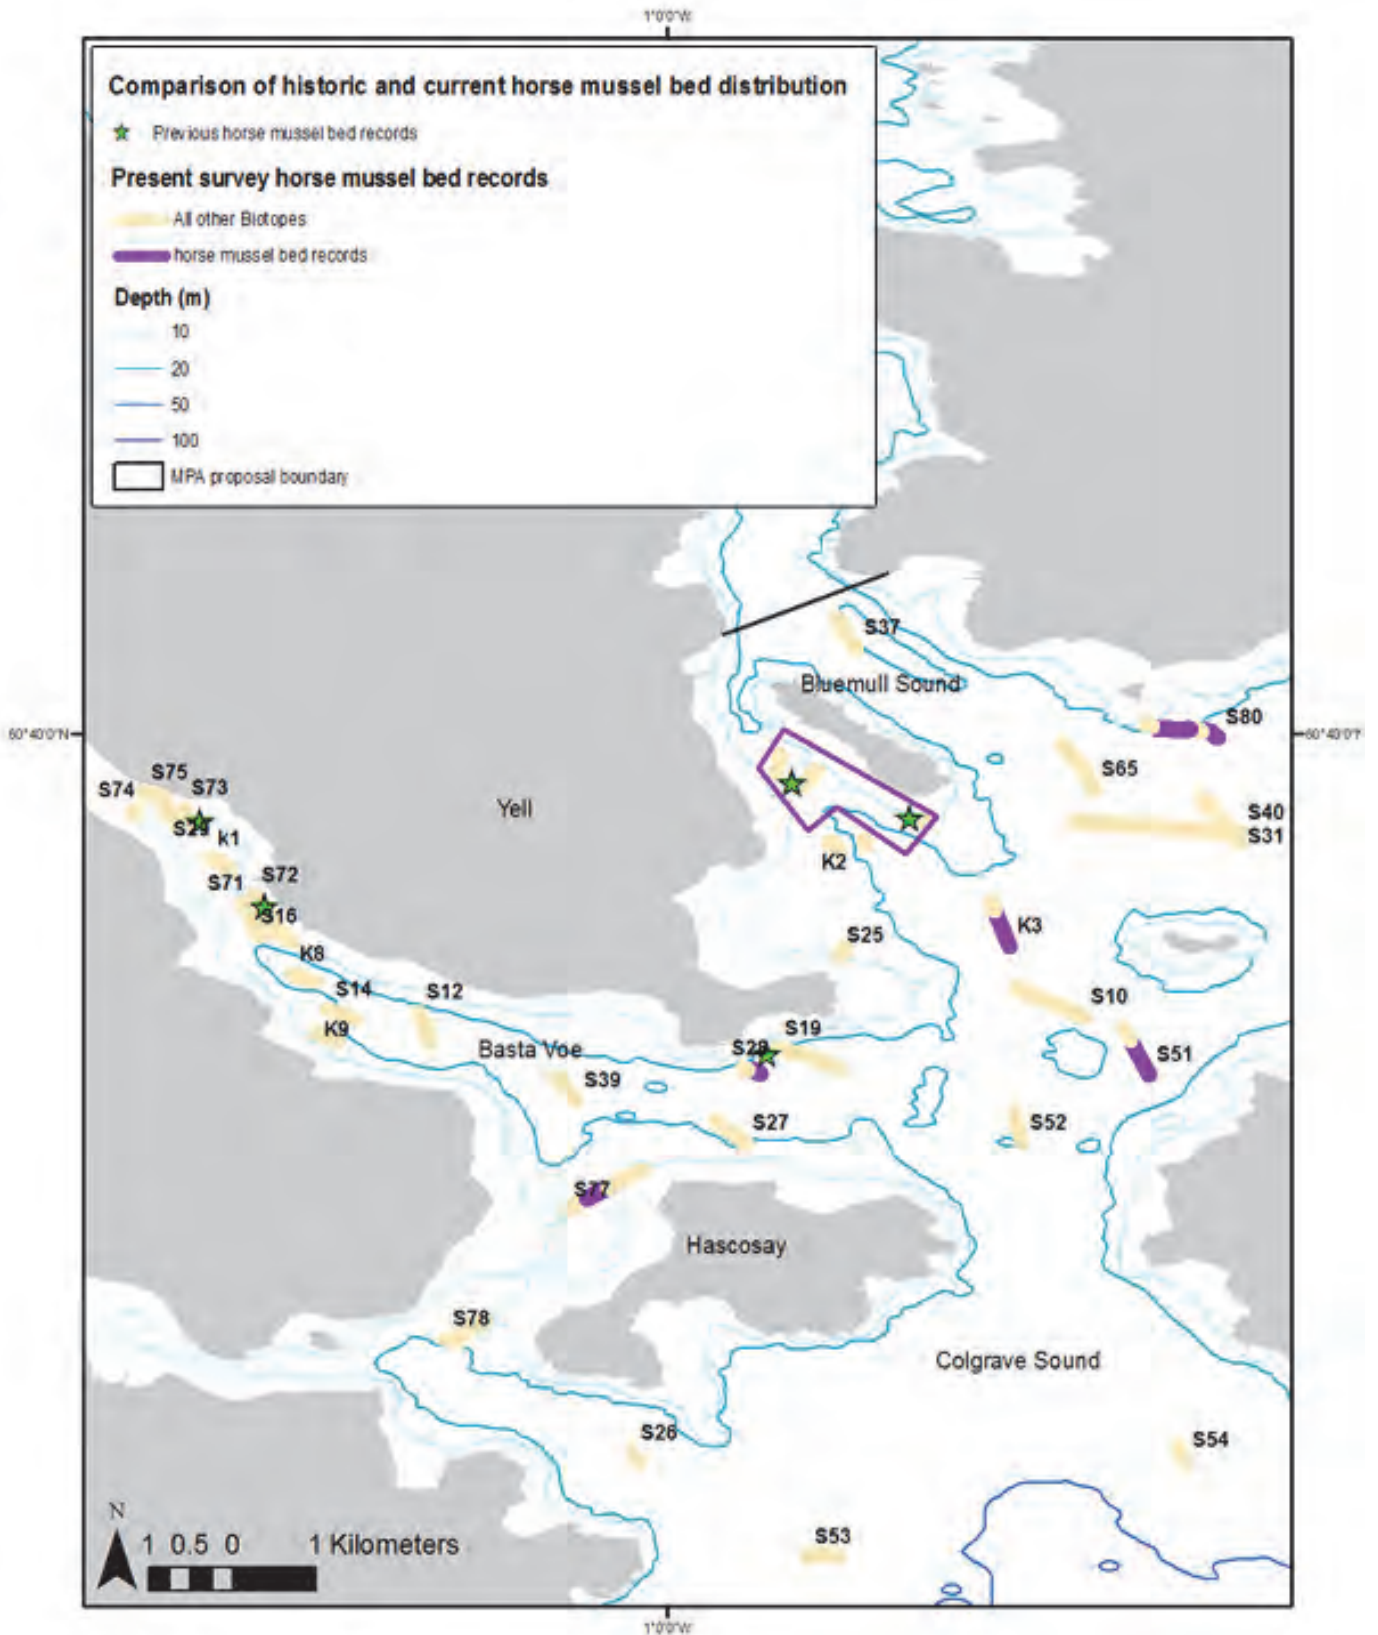 1°0'0"W
Comparison of historic and current horse mussel bed distribution
Previous horse mussel bed records
Present survey horse mussel bed records
All other Biotopes
horse mussel bed records
Depth (m)
10
20
50
100
MPA proposal boundary
S37
Bluemull Sound
S80
60°40'0"N
S65
S75
S74
S73
Yell
S40
S31
k1
K2
S71
S72
S16
K3
S25
K8
S14
S12
S10
K9
S19
Basta Voe
S28
S51
S39
S27
S52
S77
Hascosay
S78
Colgrave Sound
S26
S54
S53
N
1 0.5 0 1 Kilometers
1°0'0"W